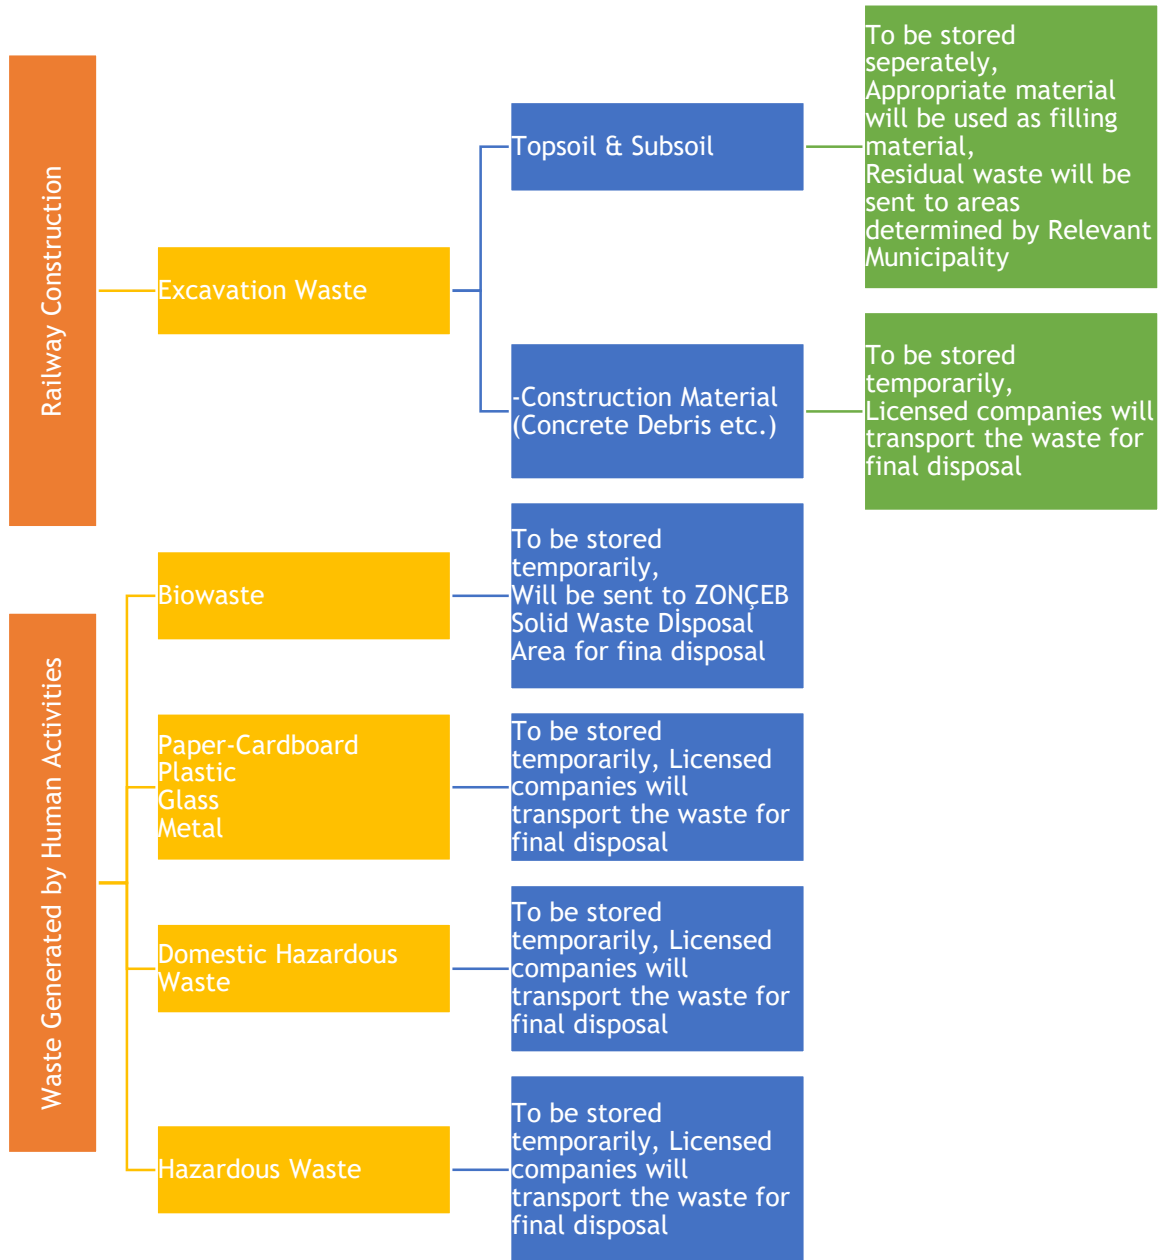 Railway Construction
Excavation Waste
Topsoil & Subsoil
To be stored
seperately,
Appropriate material
will be used as filling
material,
Residual waste will be
sent to areas
determined by Relevant
Municipality
-Construction Material
(Concrete Debris etc.)
To be stored
temporarily,
Licensed companies will
transport the waste for
final disposal
Waste Generated by Human Activities
Biowaste
To be stored
temporarily,
Will be sent to ZONÇEB
Solid Waste Dİsposal
Area for fina disposal
Paper-Cardboard
Plastic
Glass
Metal
To be stored
temporarily, Licensed
companies will
transport the waste for
final disposal
Domestic Hazardous
Waste
To be stored
temporarily, Licensed
companies will
transport the waste for
final disposal
Hazardous Waste
To be stored
temporarily, Licensed
companies will
transport the waste for
final disposal